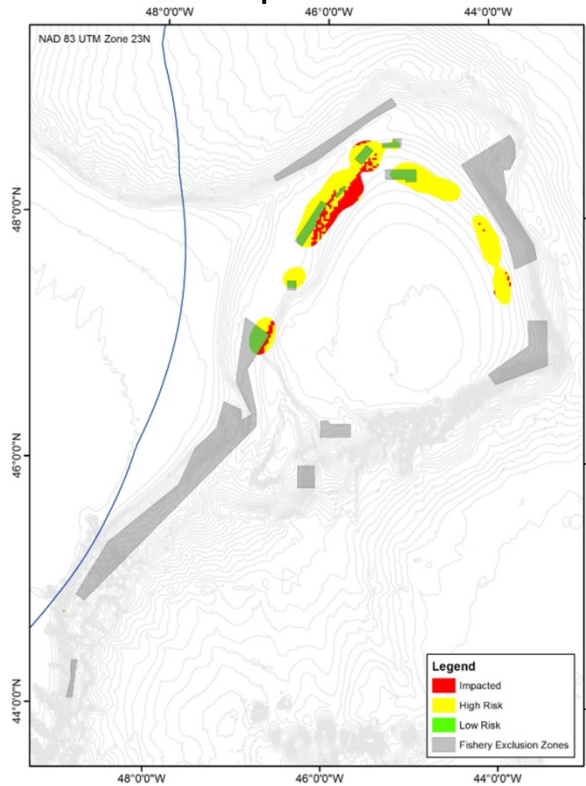 48°0'0"W 46°0'0"W 44°0'0"W
NAD 83 UTM Zone 23N
48°0'0"N
46°0'0"N
44°0'0"N
Legend
Impacted
High Risk
Low Risk
Fishery Exclusion Zones
48°0'0"W 46°0'0"W 44°0'0"W